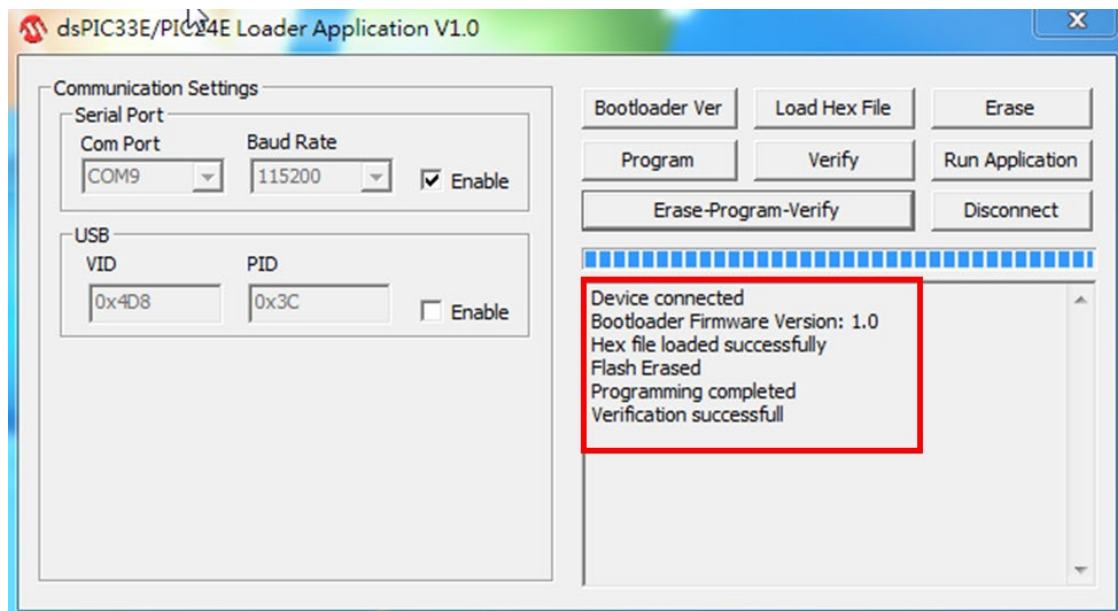 dsPIC33E/PIC24E Loader Application V1.0
Communication Settings
Serial Port
Com Port
Baud Rate
COM9
115200
Enable
USB
VID
PID
0x4D8
0x3C
Enable
Bootloader Ver
Load Hex File
Erase
Program
Verify
Run Application
Erase-Program-Verify
Disconnect
Device connected
Bootloader Firmware Version: 1.0
Hex file loaded successfully
Flash Erased
Programming completed
Verification successfull